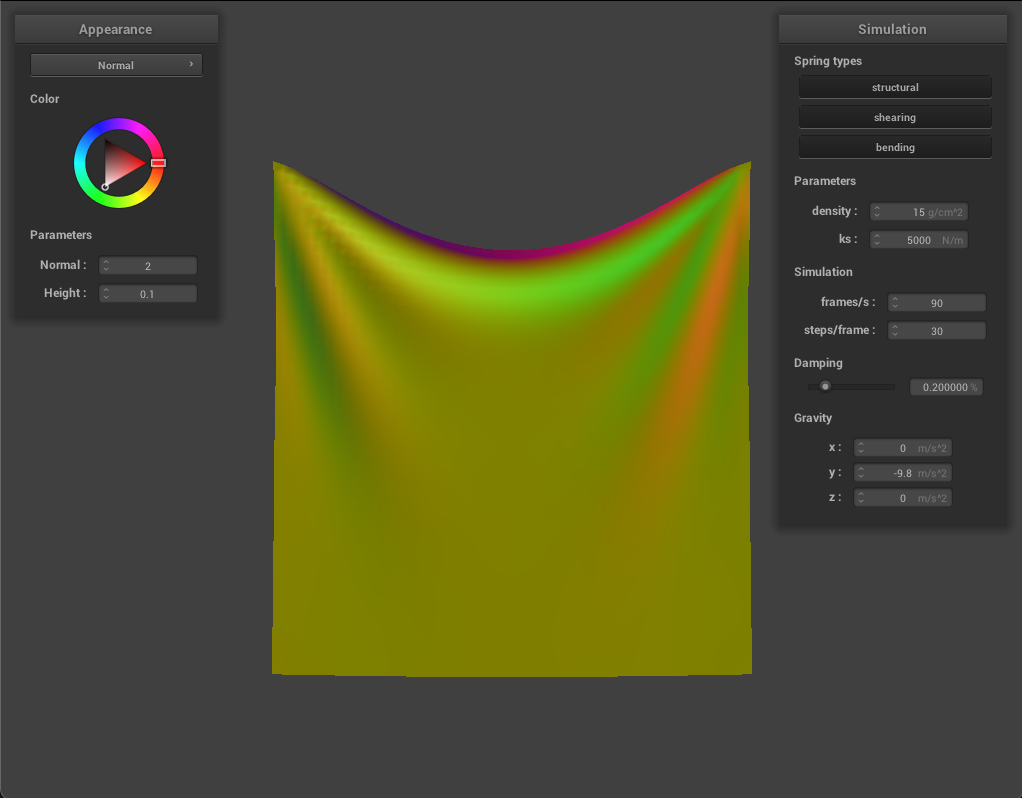 Appearance
Normal ›
Color
Parameters
Normal : 2
Height : 0.1
Simulation
Spring types
structural
shearing
bending
Parameters
density : 15 g/cm^2
ks : 5000 N/m
Simulation
frames/s : 90
steps/frame : 30
Damping
0.200000 %
Gravity
x : 0 m/s^2
y : -9.8 m/s^2
z : 0 m/s^2